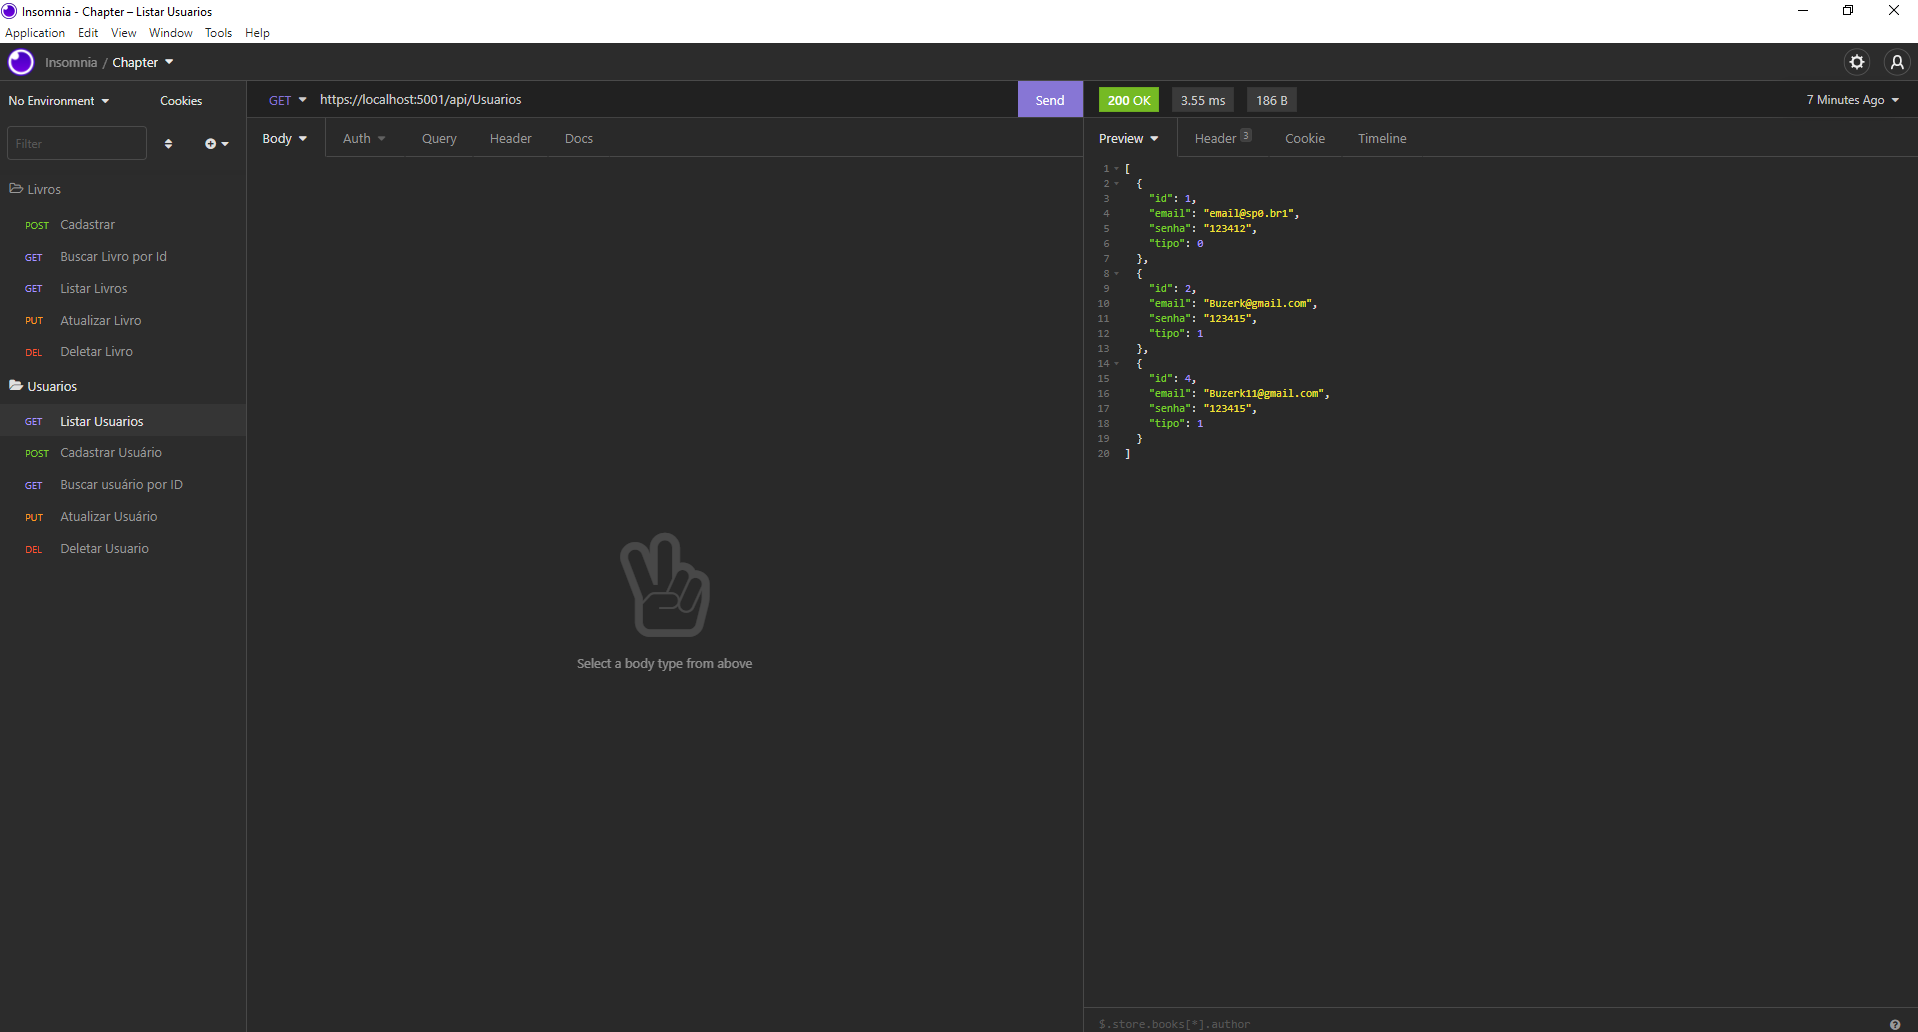 Insomnia - Chapter – Listar Usuarios
Application Edit View Window Tools Help
Insomnia / Chapter
No Environment Cookies
Filter
Livros
POST Cadastrar
GET Buscar Livro por Id
GET Listar Livros
PUT Atualizar Livro
DEL Deletar Livro
Usuarios
GET Listar Usuarios
POST Cadastrar Usuário
GET Buscar usuário por ID
PUT Atualizar Usuário
DEL Deletar Usuario
GET https://localhost:5001/api/Usuarios Send
Body Auth Query Header Docs
Select a body type from above
200 OK 3.55 ms 186 B 7 Minutes Ago
Preview Header 3 Cookie Timeline
1 [
2 {
3 "id": 1,
4 "email": "email@sp0.br1",
5 "senha": "123412",
6 "tipo": 0
7 },
8 {
9 "id": 2,
10 "email": "Buzerk@gmail.com",
11 "senha": "123415",
12 "tipo": 1
13 },
14 {
15 "id": 4,
16 "email": "Buzerk11@gmail.com",
17 "senha": "123415",
18 "tipo": 1
19 }
20 ]
$.store.books[*].author